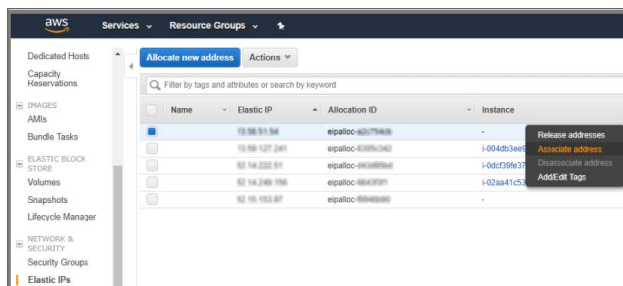 aws
Services
Resource Groups
Dedicated Hosts
Capacity
Reservations
IMAGES
AMIs
Bundle Tasks
ELASTIC BLOCK
STORE
Volumes
Snapshots
Lifecycle Manager
NETWORK &
SECURITY
Security Groups
Elastic IPs
Allocate new address
Actions
Filter by tags and attributes or search by keyword
Name Elastic IP Allocation ID Instance
eipalloc- -
eipalloc- i-004db3ee
eipalloc- i-0dcf39fe37
eipalloc- i-02aa41c53
eipalloc- -
Release addresses
Associate address
Disassociate address
Add/Edit Tags